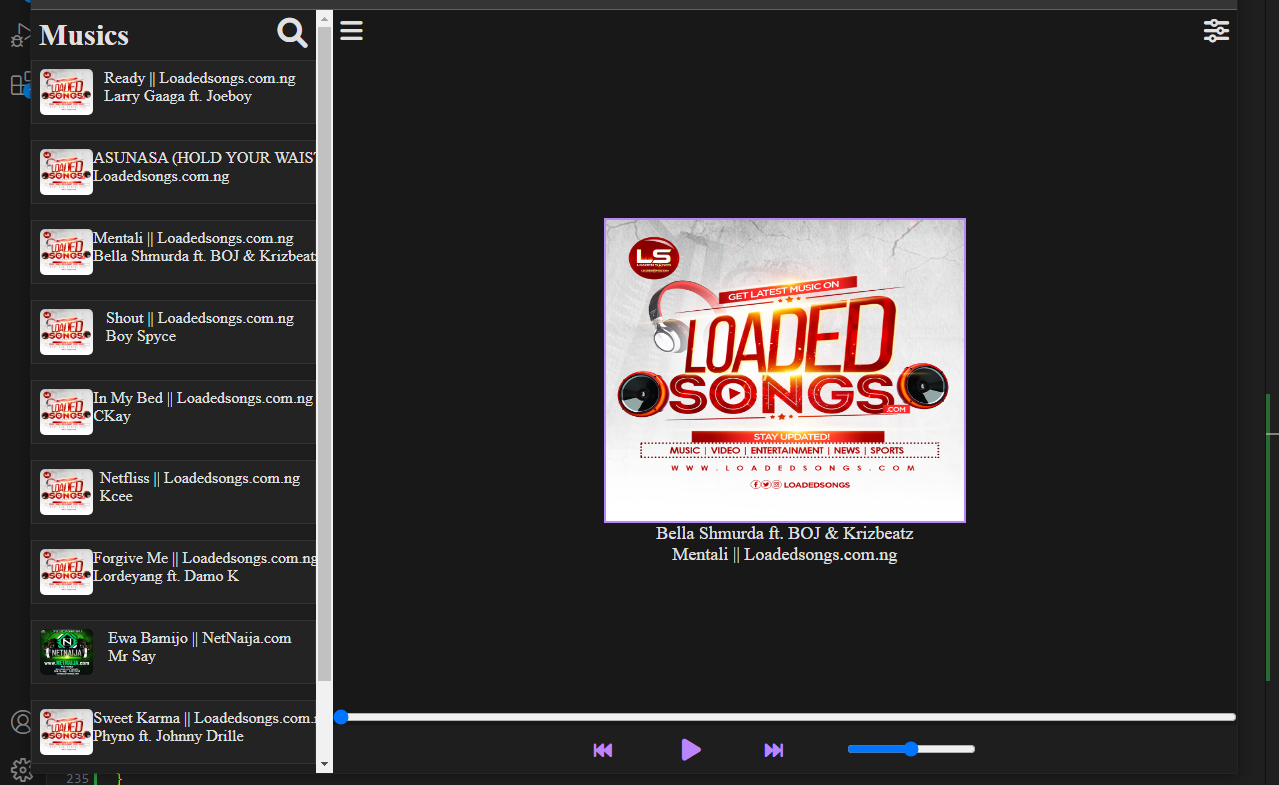 Musics
Ready || Loadedsongs.com.ng
Larry Gaaga ft. Joeboy
ASUNASA (HOLD YOUR WAIST
Loadedsongs.com.ng
Mentali || Loadedsongs.com.ng
Bella Shmurda ft. BOJ & Krizbeatz
Shout || Loadedsongs.com.ng
Boy Spyce
In My Bed || Loadedsongs.com.ng
CKay
Netfliss || Loadedsongs.com.ng
Kcee
Forgive Me || Loadedsongs.com.ng
Lordeyang ft. Damo K
NETNAIJA
Ewa Bamijo || NetNaija.com
Mr Say
Sweet Karma || Loadedsongs.com.n
Phyno ft. Johnny Drille
LS
GET LATEST MUSIC ON
LOADED
SONGS
.COM
STAY UPDATED!
MUSIC | VIDEO | ENTERTAINMENT | NEWS | SPORTS
WWW.LOADEDSONGS.COM
LOADEDSONGS
Bella Shmurda ft. BOJ & Krizbeatz
Mentali || Loadedsongs.com.ng
235 }